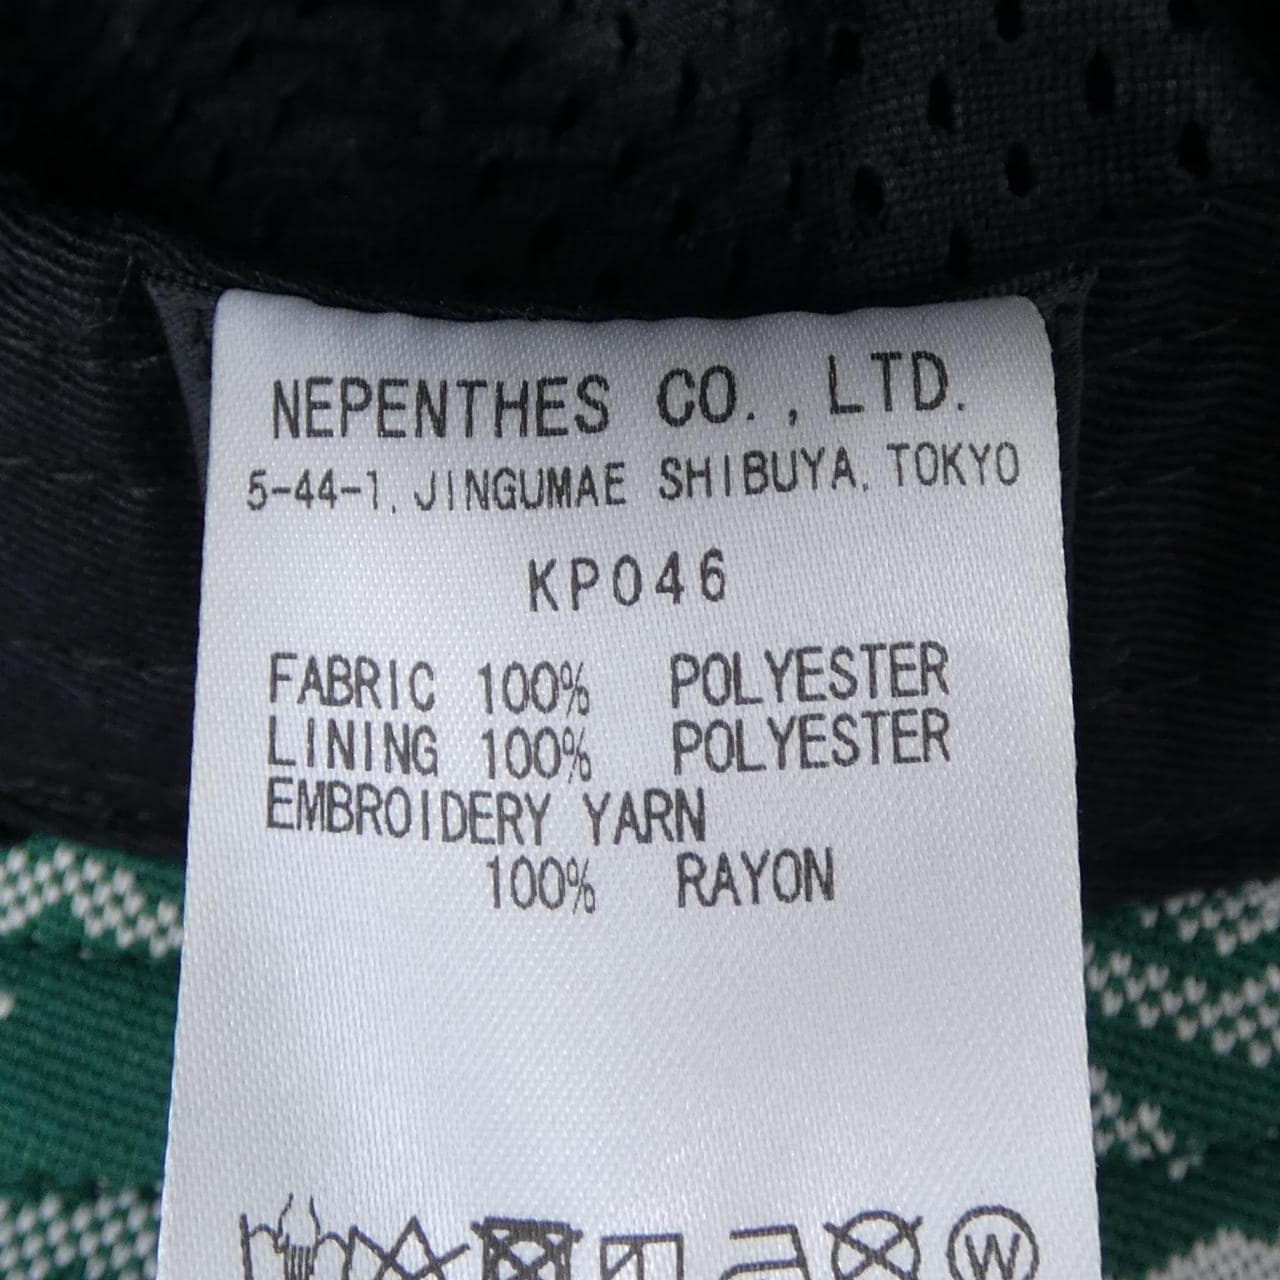 NEPENTHES CO., LTD.
5-44-1, JINGUMAE SHIBUYA, TOKYO
KP046
FABRIC 100% POLYESTER
LINING 100% POLYESTER
EMBROIDERY YARN
100% RAYON
W